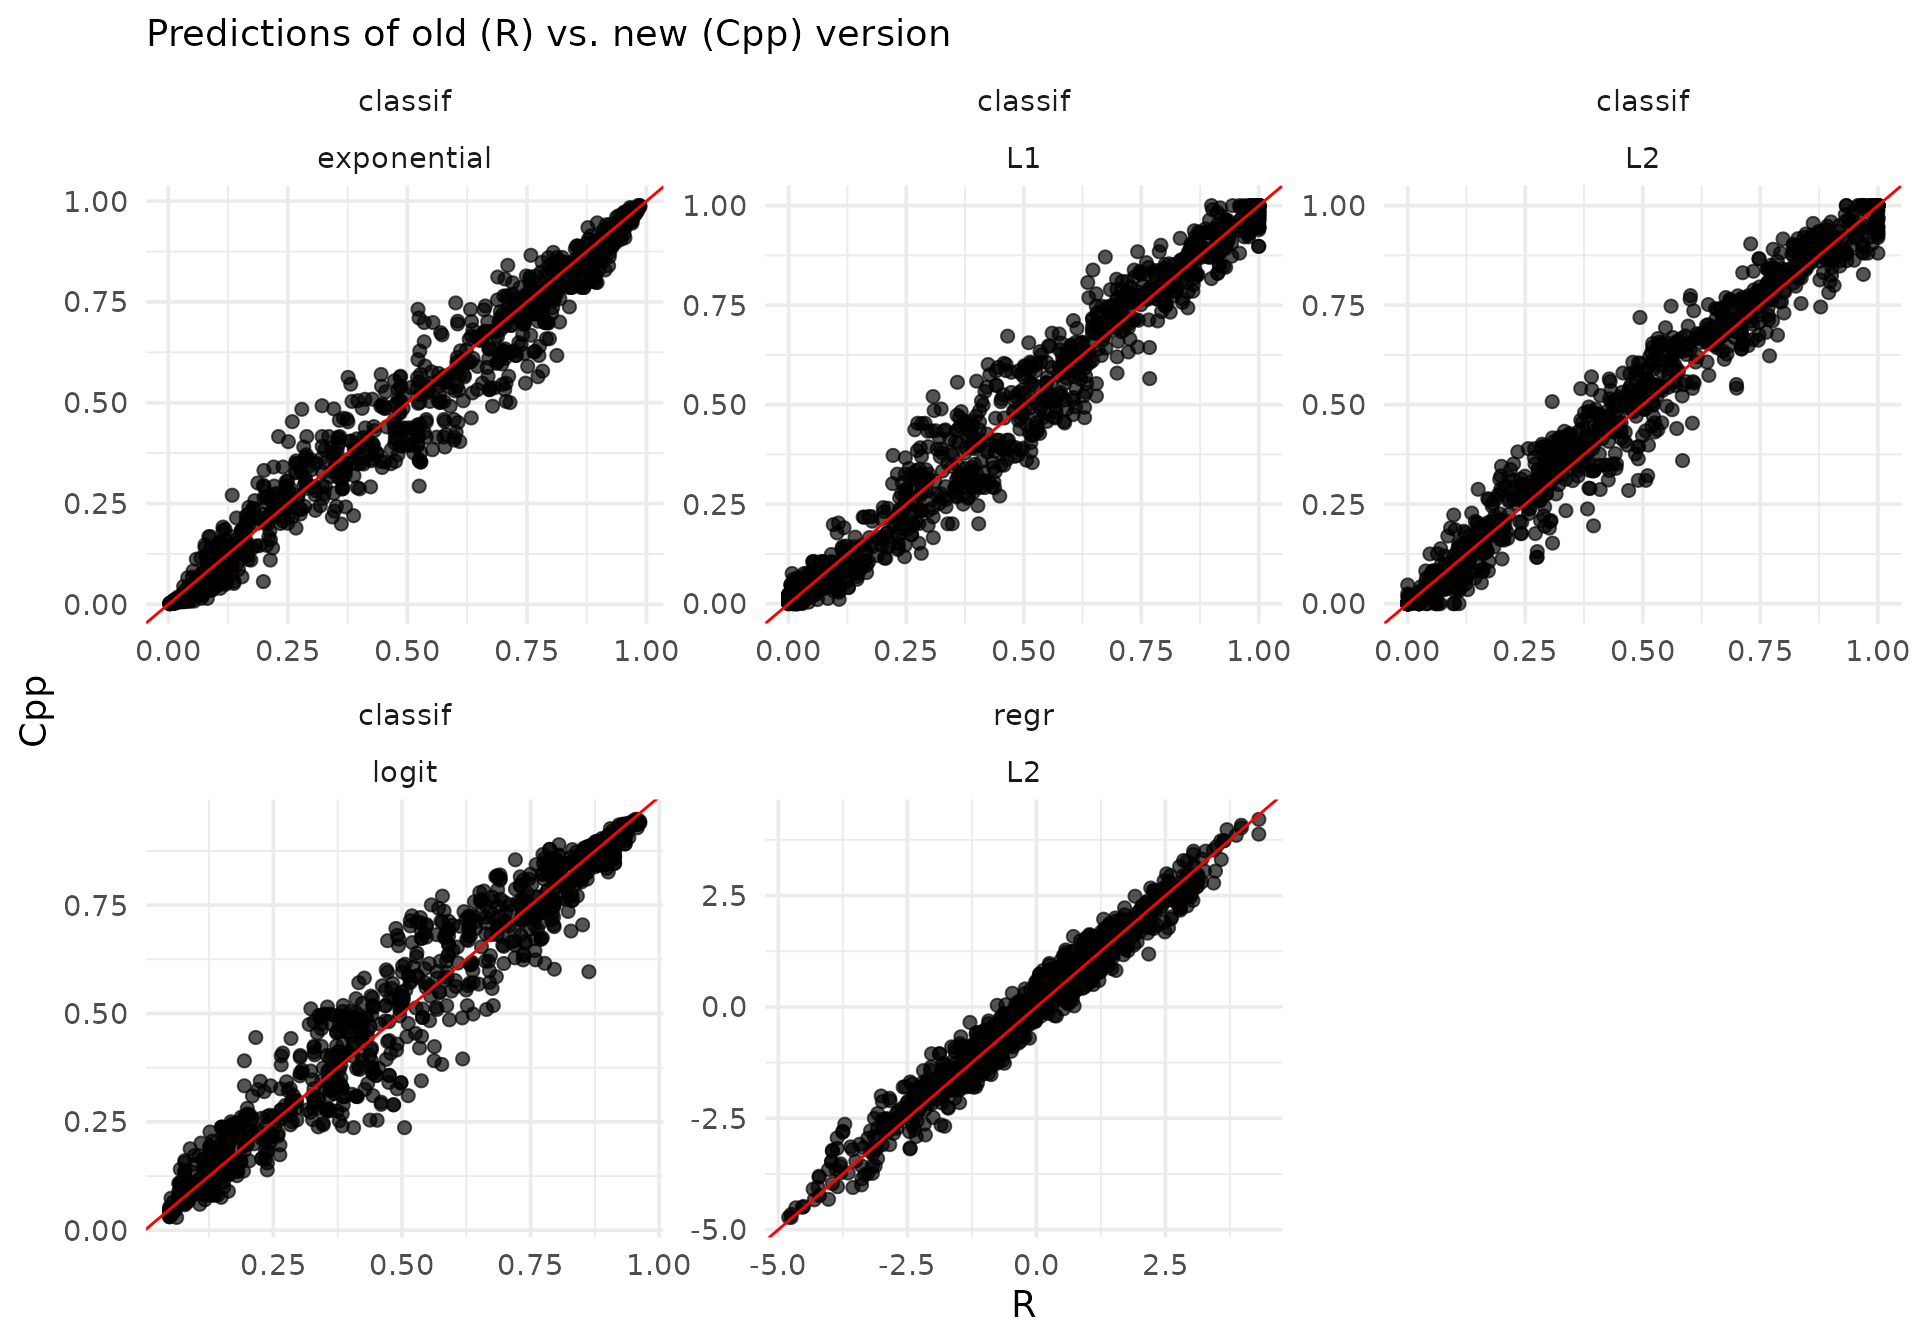 Predictions of old (R) vs. new (Cpp) version
classif classif classif
exponential L1 L2
1.00 1.00 1.00
0.75 0.75 0.75
0.50 0.50 0.50
0.25 0.25 0.25
0.00 0.00 0.00
0.00 0.25 0.50 0.75 1.00 0.00 0.25 0.50 0.75 1.00 0.00 0.25 0.50 0.75 1.00
Cpp
classif regr
logit L2
0.75 2.5
0.50 0.0
0.25 -2.5
0.00 -5.0
0.25 0.50 0.75 1.00 -5.0 -2.5 0.0 2.5
R